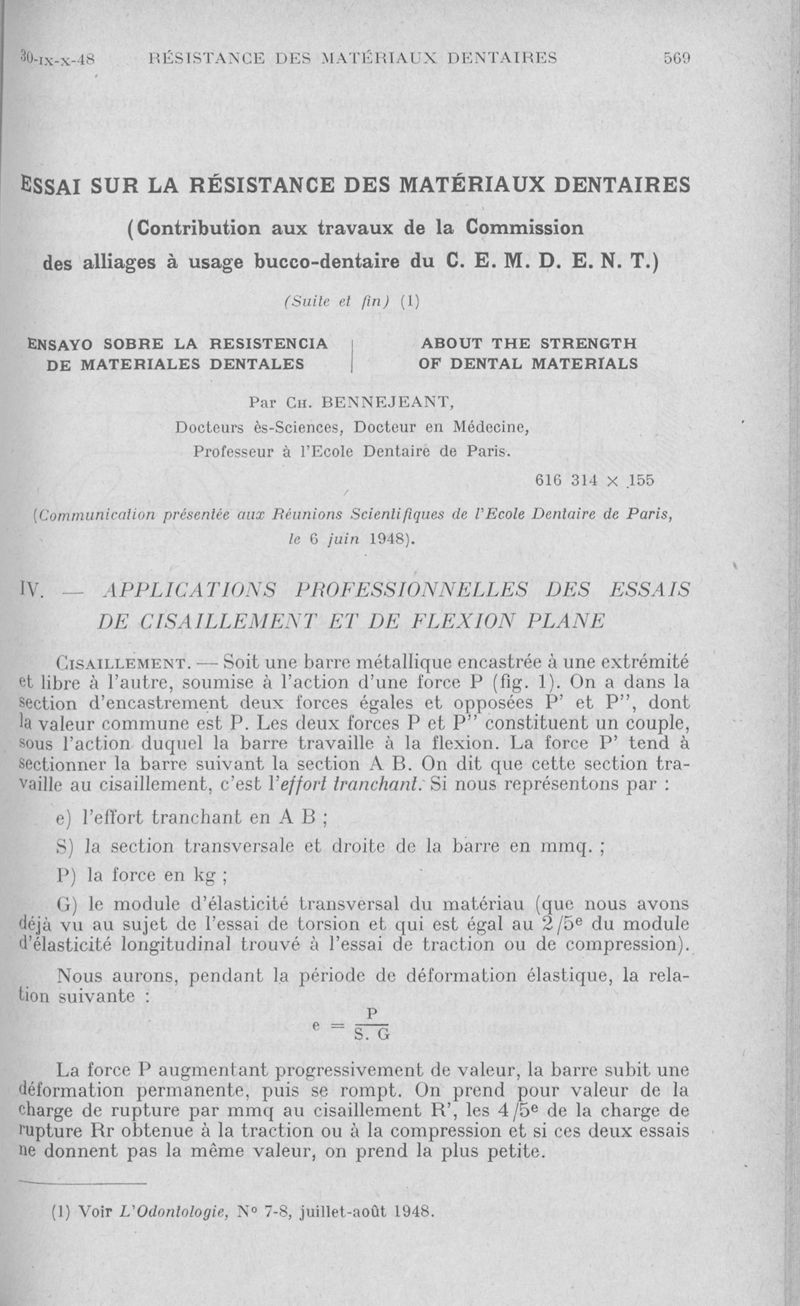 30-IX-X-48 RÉSISTANCE DES MATÉRIAUX DENTAIRES 569
ESSAI SUR LA RÉSISTANCE DES MATÉRIAUX DENTAIRES
(Contribution aux travaux de la Commission
des alliages à usage bucco-dentaire du C. E. M. D. E. N. T.)
(Suite et fin) (1)
ENSAYO SOBRE LA RESISTENCIA
DE MATERIALES DENTALES
ABOUT THE STRENGTH
OF DENTAL MATERIALS
Par CH. BENNEJEANT,
Docteurs ès-Sciences, Docteur en Médecine,
Professeur à l'Ecole Dentaire de Paris.
616 314 × .155
(Communication présentée aux Réunions Scientifiques de l'Ecole Dentaire de Paris,
le 6 juin 1948).
IV. — APPLICATIONS PROFESSIONNELLES DES ESSAIS
DE CISAILLEMENT ET DE FLEXION PLANE
CISAILLEMENT. — Soit une barre métallique encastrée à une extrémité
et libre à l'autre, soumise à l'action d'une force P (fig. 1). On a dans la
section d'encastrement deux forces égales et opposées P' et P'', dont
la valeur commune est P. Les deux forces P et P'' constituent un couple,
sous l'action duquel la barre travaille à la flexion. La force P' tend à
sectionner la barre suivant la section A B. On dit que cette section tra-
vaille au cisaillement, c'est l'effort tranchant. Si nous représentons par :
e) l'effort tranchant en A B ;
S) la section transversale et droite de la barre en mmq. ;
P) la force en kg ;
G) le module d'élasticité transversal du matériau (que nous avons
déjà vu au sujet de l'essai de torsion et qui est égal au 2/5e du module
d'élasticité longitudinal trouvé à l'essai de traction ou de compression).
Nous aurons, pendant la période de déformation élastique, la rela-
tion suivante :
e = P / S. G
La force P augmentant progressivement de valeur, la barre subit une
déformation permanente, puis se rompt. On prend pour valeur de la
charge de rupture par mmq au cisaillement R', les 4/5e de la charge de
rupture Rr obtenue à la traction ou à la compression et si ces deux essais
ne donnent pas la même valeur, on prend la plus petite.
(1) Voir L'Odontologie, N° 7-8, juillet-août 1948.